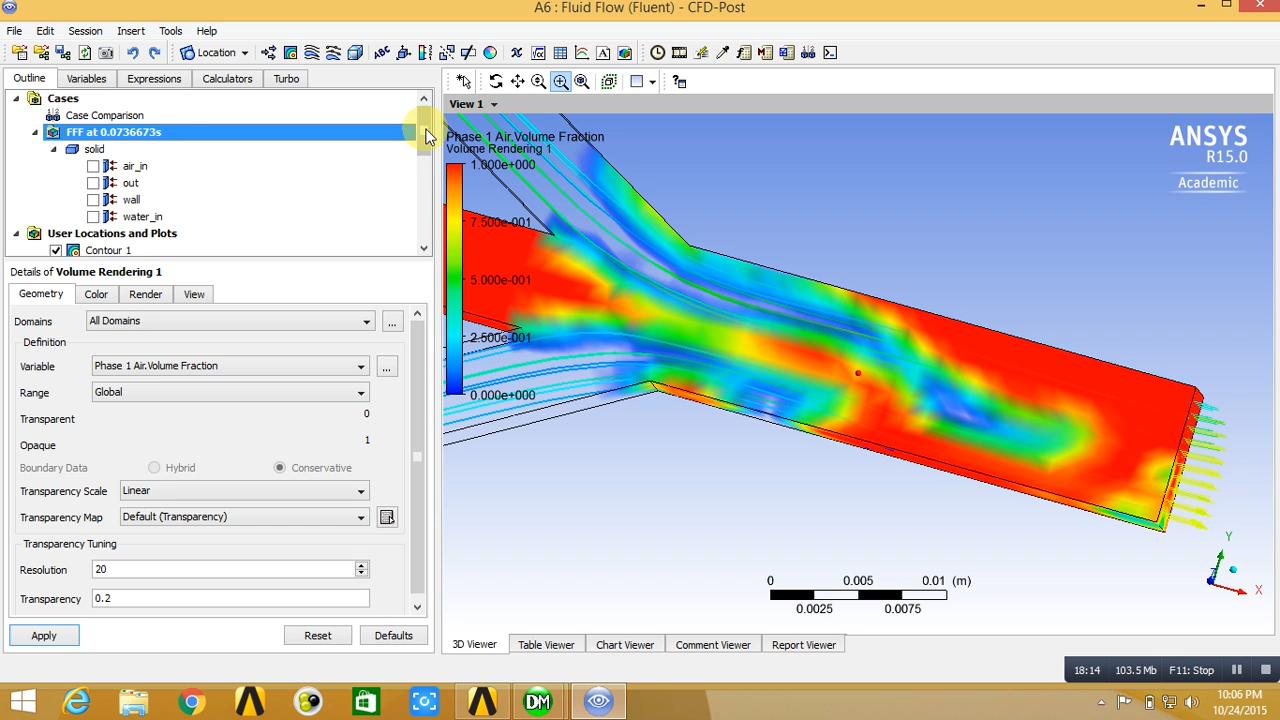 A6 : Fluid Flow (Fluent) - CFD-Post
File Edit Session Insert Tools Help
Location
Outline Variables Expressions Calculators Turbo
Cases
Case Comparison
FFF at 0.0736673s
solid
air_in
out
wall
water_in
User Locations and Plots
Contour 1
Details of Volume Rendering 1
Geometry Color Render View
Domains All Domains ...
Definition
Variable Phase 1 Air.Volume Fraction ...
Range Global
Transparent 0
Opaque 1
Boundary Data Hybrid Conservative
Transparency Scale Linear
Transparency Map Default (Transparency)
Transparency Tuning
Resolution 20
Transparency 0.2
Apply Reset Defaults
View 1
Phase 1 Air.Volume Fraction
Volume Rendering 1
1.000e+000
7.500e-001
5.000e-001
2.500e-001
0.000e+000
ANSYS
R15.0
Academic
0 0.005 0.01 (m)
0.0025 0.0075
Y
Z
X
3D Viewer Table Viewer Chart Viewer Comment Viewer Report Viewer
18:14 103.5 Mb F11: Stop
DM
10:06 PM
10/24/2015